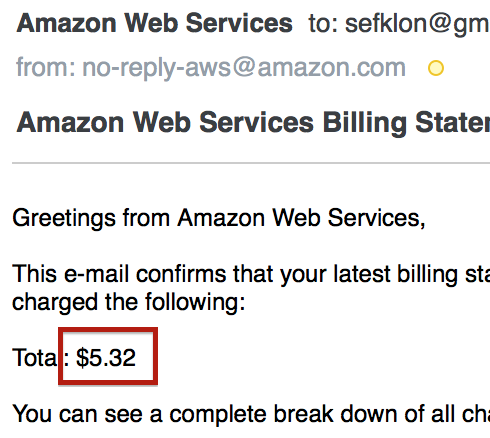 Amazon Web Services to: sefklon@gm
from: no-reply-aws@amazon.com
Amazon Web Services Billing Stater
Greetings from Amazon Web Services,
This e-mail confirms that your latest billing sta
charged the following:
Total: $5.32
You can see a complete break down of all cha